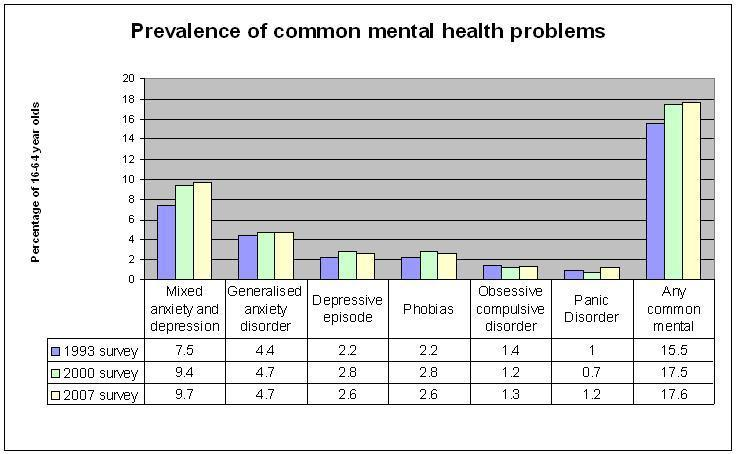 Prevalence of common mental health problems
Percentage of 16-64 year olds
20
18
16
14
12
10
8
6
4
2
0
Mixed anxiety and depression
Generalised anxiety disorder
Depressive episode
Phobias
Obsessive compulsive disorder
Panic Disorder
Any common mental
1993 survey 7.5 4.4 2.2 2.2 1.4 1 15.5
2000 survey 9.4 4.7 2.8 2.8 1.2 0.7 17.5
2007 survey 9.7 4.7 2.6 2.6 1.3 1.2 17.6